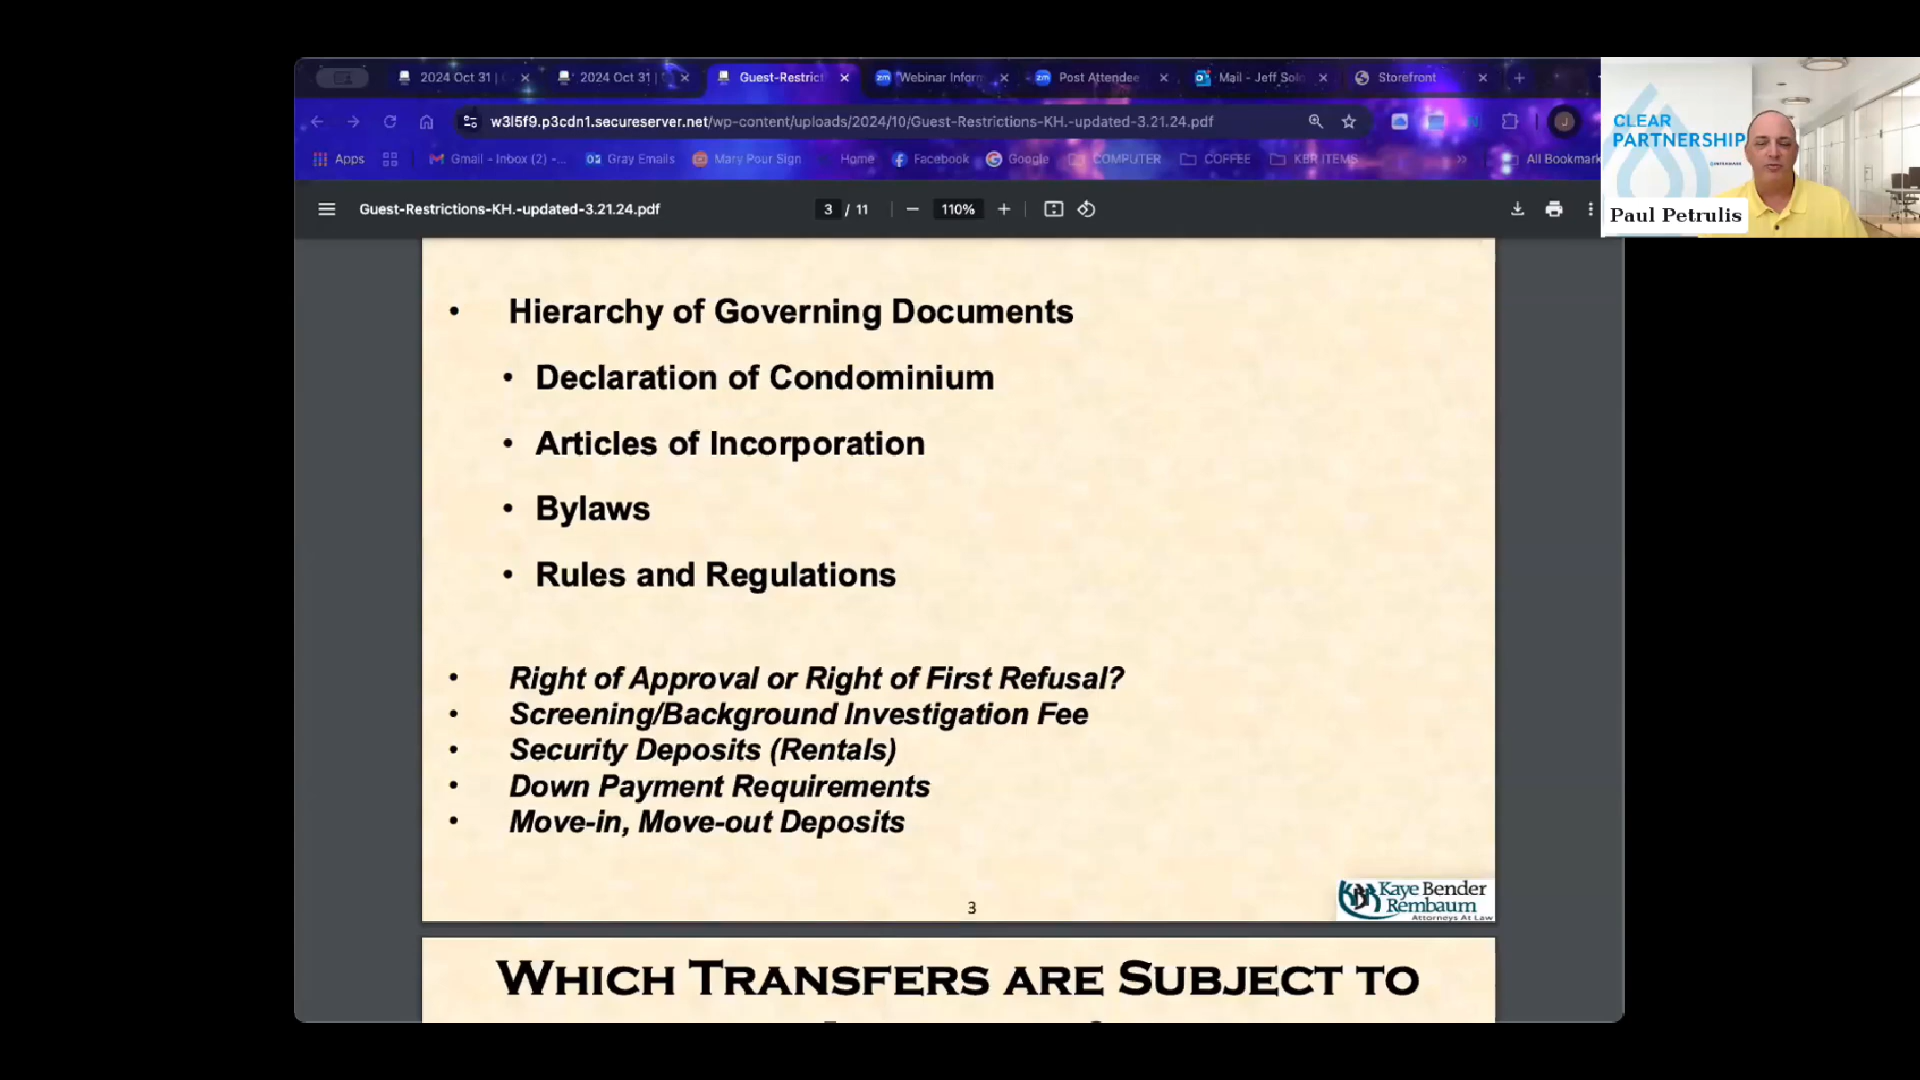 2024 Oct 31 |
2024 Oct 31 |
Guest-Restrict
Webinar Inform
Post Attendee
Mail - Jeff Solo
Storefront
w3l5f9.p3cdn1.secureserver.net/wp-content/uploads/2024/10/Guest-Restrictions-KH.-updated-3.21.24.pdf
Apps
Gmail - Inbox (2) -...
Gray Emails
Mary Pour Sign
Home
Facebook
Google
COMPUTER
COFFEE
KBR ITEMS
All Bookmark
Guest-Restrictions-KH.-updated-3.21.24.pdf
3 / 11
110%
CLEAR
PARTNERSHIP
Paul Petrulis
• Hierarchy of Governing Documents
• Declaration of Condominium
• Articles of Incorporation
• Bylaws
• Rules and Regulations
• Right of Approval or Right of First Refusal?
• Screening/Background Investigation Fee
• Security Deposits (Rentals)
• Down Payment Requirements
• Move-in, Move-out Deposits
3
KBR Kaye Bender
Rembaum
Attorneys At Law
WHICH TRANSFERS ARE SUBJECT TO